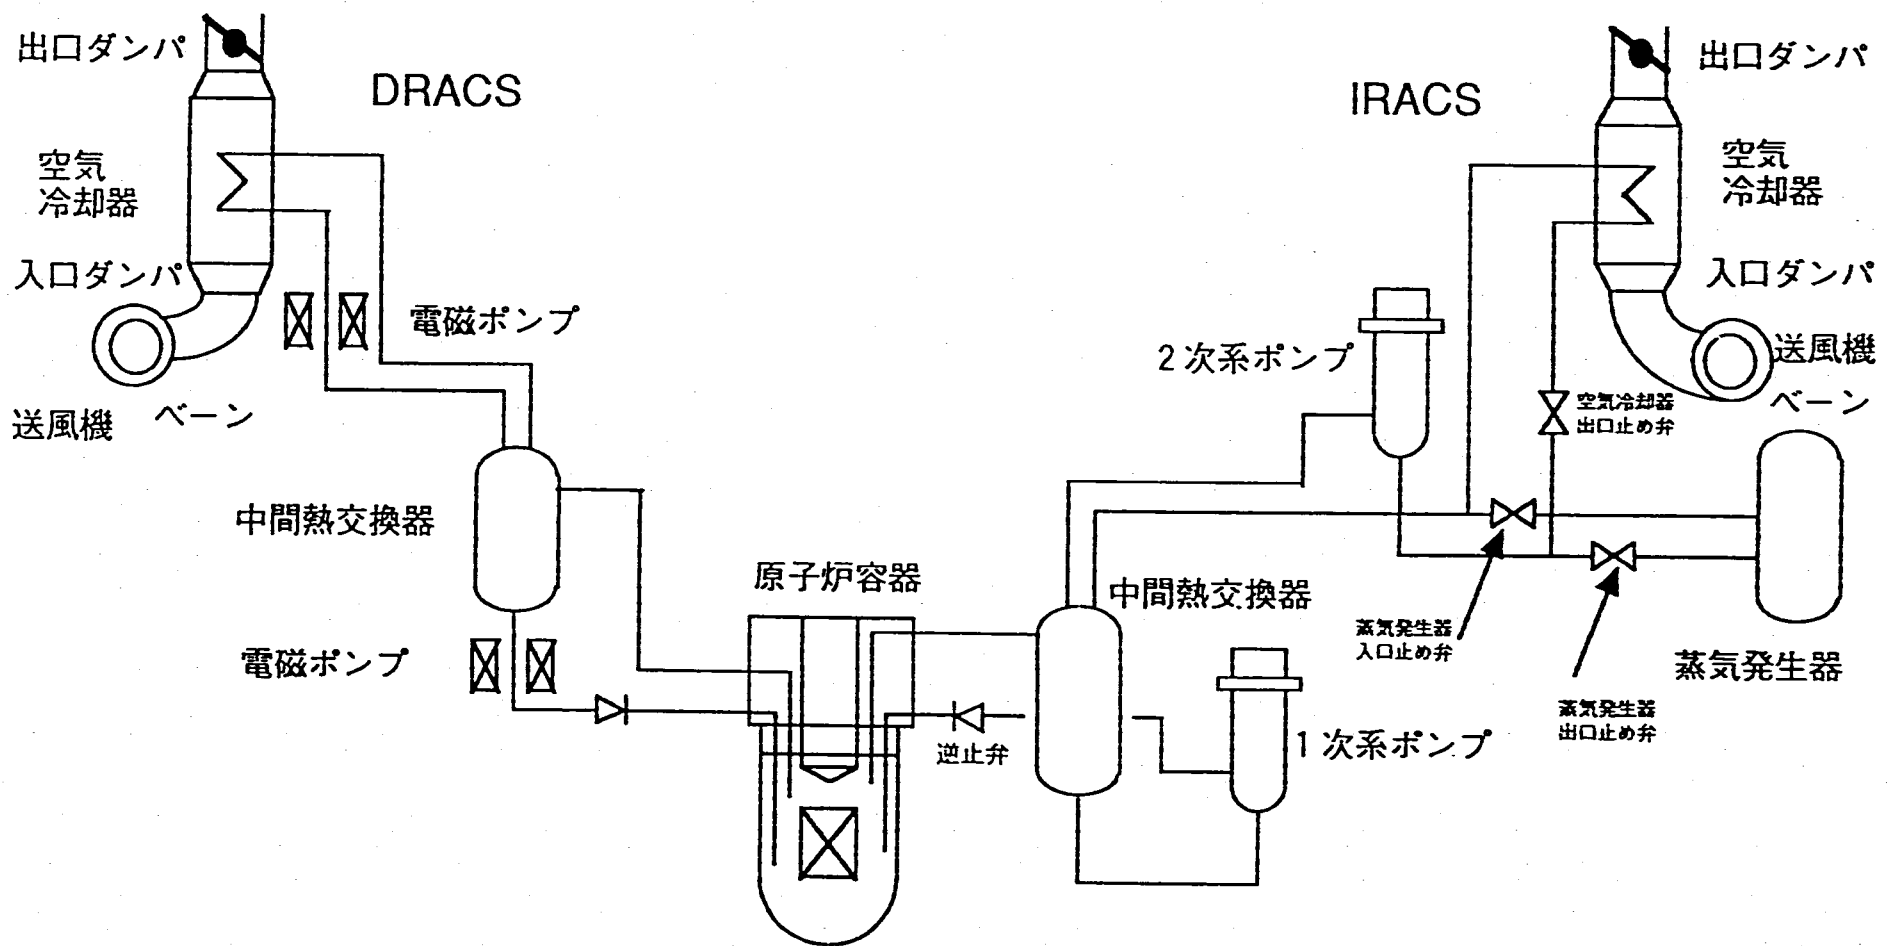 出口ダンパ
DRACS
空気
冷却器
入口ダンパ
電磁ポンプ
送風機
ベーン
中間熱交換器
電磁ポンプ
原子炉容器
逆止弁
IRACS
出口ダンパ
空気
冷却器
入口ダンパ
2次系ポンプ
送風機
ベーン
空気冷却器
出口止め弁
中間熱交換器
蒸気発生器
入口止め弁
蒸気発生器
蒸気発生器
出口止め弁
1次系ポンプ